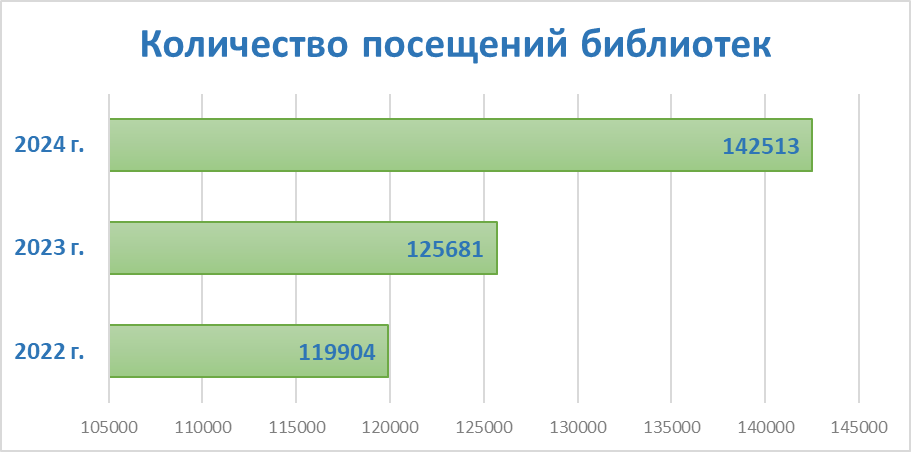 Количество посещений библиотек
2024 г.
142513
2023 г.
125681
2022 г.
119904
105000 110000 115000 120000 125000 130000 135000 140000 145000